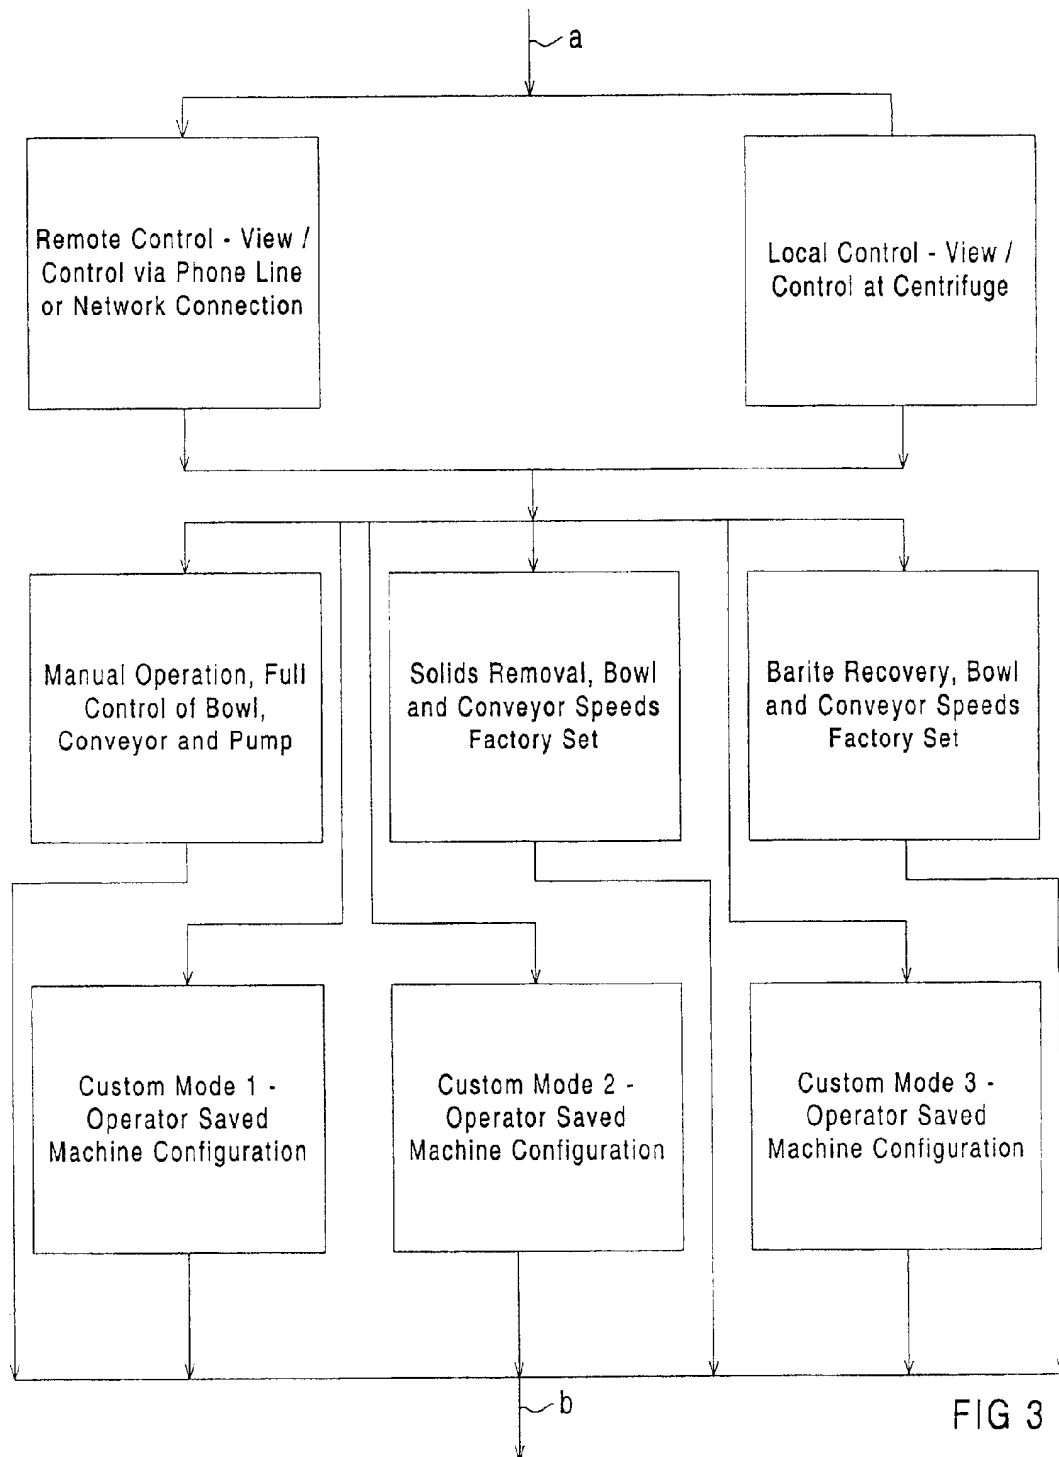 a
Remote Control - View /
Control via Phone Line
or Network Connection
Local Control - View /
Control at Centrifuge
Manual Operation, Full
Control of Bowl,
Conveyor and Pump
Solids Removal, Bowl
and Conveyor Speeds
Factory Set
Barite Recovery, Bowl
and Conveyor Speeds
Factory Set
Custom Mode 1 -
Operator Saved
Machine Configuration
Custom Mode 2 -
Operator Saved
Machine Configuration
Custom Mode 3 -
Operator Saved
Machine Configuration
b
FIG 3